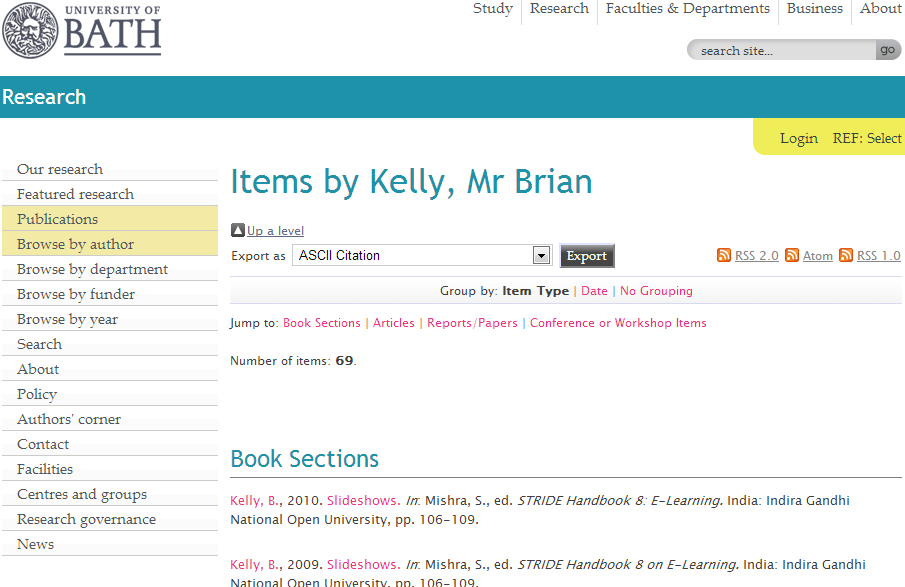 UNIVERSITY OF
BATH
Study
Research
Faculties & Departments
Business
About
search site...
go
Research
Login
REF: Select
Our research
Featured research
Publications
Browse by author
Browse by department
Browse by funder
Browse by year
Search
About
Policy
Authors' corner
Contact
Facilities
Centres and groups
Research governance
News
Items by Kelly, Mr Brian
Up a level
Export as ASCII Citation Export
RSS 2.0 Atom RSS 1.0
Group by: Item Type | Date | No Grouping
Jump to: Book Sections | Articles | Reports/Papers | Conference or Workshop Items
Number of items: 69.
Book Sections
Kelly, B., 2010. Slideshows. In: Mishra, S., ed. STRIDE Handbook 8: E-Learning. India: Indira Gandhi
National Open University, pp. 106-109.
Kelly, B., 2009. Slideshows. In: Mishra, S., ed. STRIDE Handbook 8 on E-Learning. India: Indira Gandhi
National Open University, pp. 106-109.